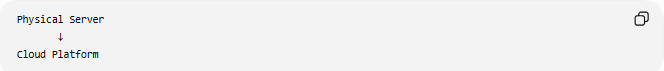 Physical Server
↓
Cloud Platform